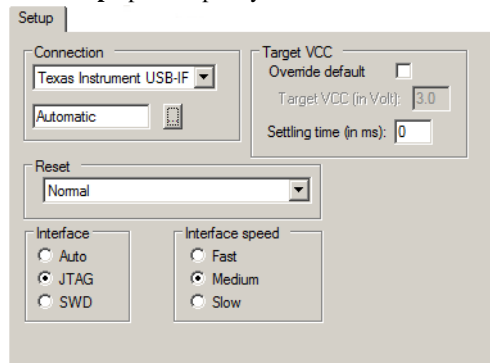 Setup
Connection
Texas Instrument USB-IF
Automatic
Target VCC
Override default
Target VCC (in Volt): 3.0
Settling time (in ms): 0
Reset
Normal
Interface
Auto
JTAG
SWD
Interface speed
Fast
Medium
Slow